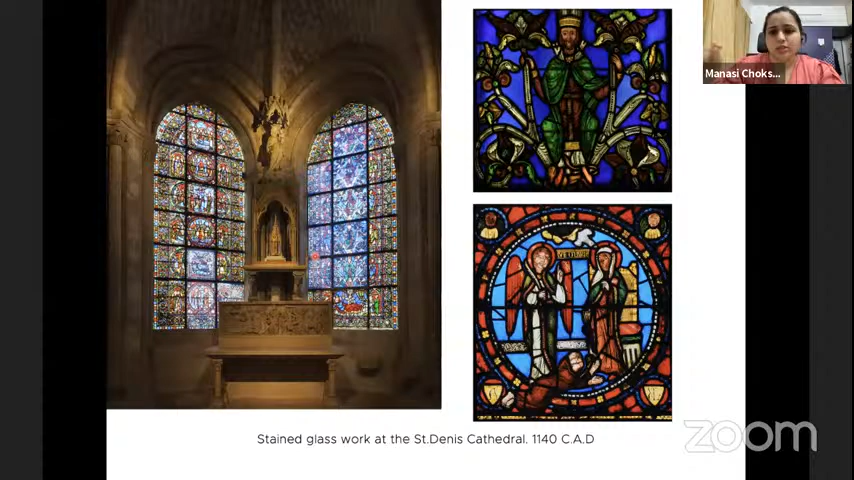 Manasi Choks...
Stained glass work at the St.Denis Cathedral. 1140 C.A.D
zoom